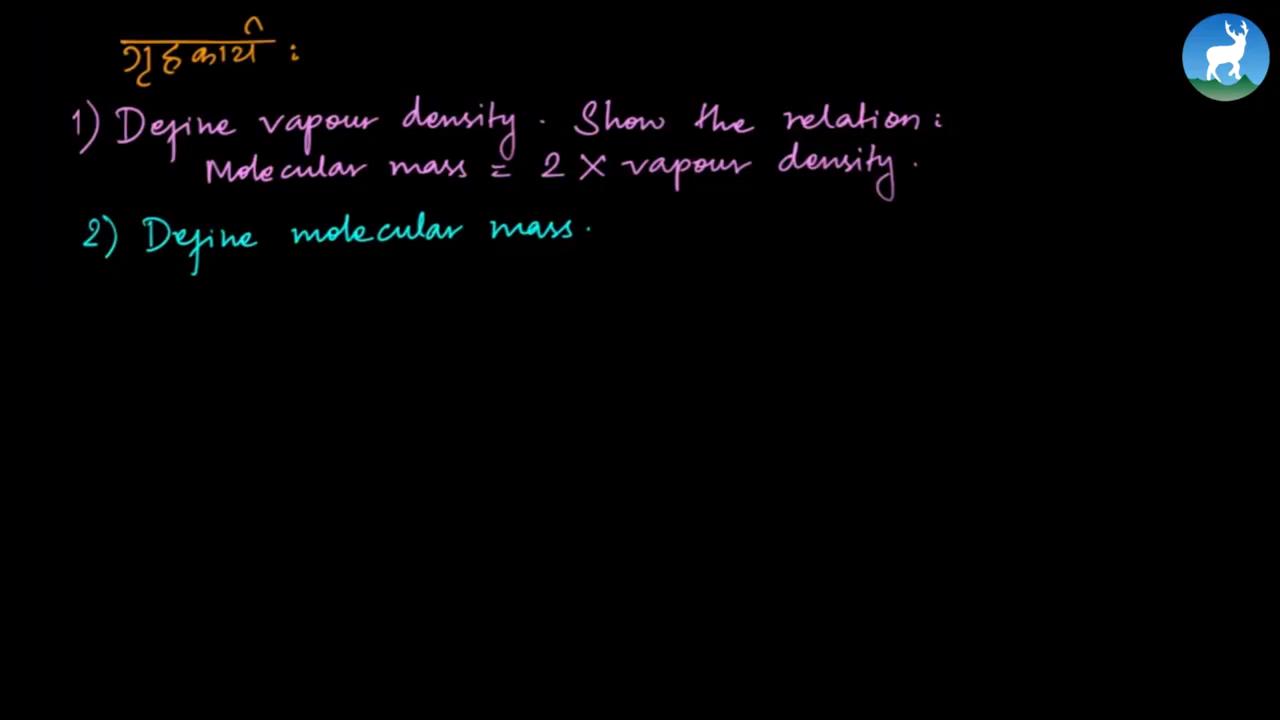 गृहकार्य :
1) Define vapour density. Show the relation:
Molecular mass = 2 X vapour density.
2) Define molecular mass.